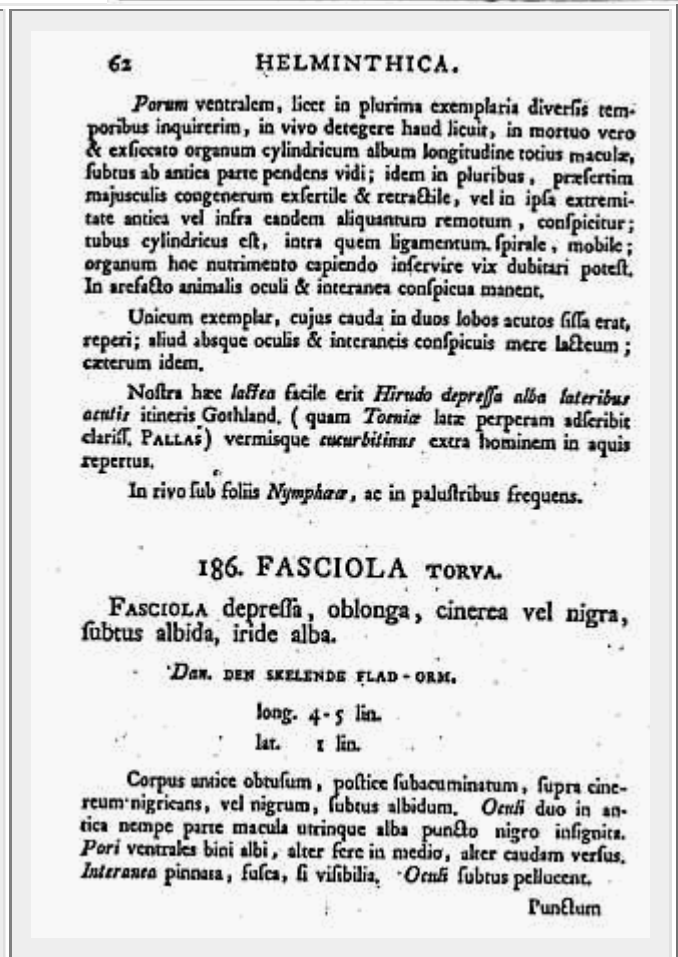 62 HELMINTHICA.
Porum ventralem, licet in plurima exemplaria diverſis tem-
poribus inquirerim, in vivo detegere haud licuit, in mortuo vero
& exſiccato organum cylindricum album longitudine totius maculæ,
ſubtus ab antica parte pendens vidi; idem in pluribus, præſertim
majusculis congenerum exſertile & retractile, vel in ipſa extremi-
tate antica vel infra eandem aliquantum remotum, conſpicitur;
tubus cylindricus eſt, intra quem ligamentum ſpirale, mobile;
organum hoc nutrimento capiendo inſervire vix dubitari poteſt.
In arefacto animalis oculi & interanea conſpicua manent.
Unicum exemplar, cujus cauda in duos lobos acutos fiſſa erat,
reperi; aliud absque oculis & interaneis conſpicuis mere lacteum;
cæterum idem.
Noſtra hæc lactea facile erit Hirudo depreſſa alba lateribus
acutis itineris Gothland. (quam Tæniæ latæ perperam adſcribit
clariſſ. PALLAS) vermisque cucurbitinus extra hominem in aquis
repertus.
In rivo ſub foliis Nymphææ, ac in paluſtribus frequens.
186. FASCIOLA TORVA.
FASCIOLA depreſſa, oblonga, cinerea vel nigra,
ſubtus albida, iride alba.
Dan. DEN SKELENDE FLAD-ORM.
long. 4-5 lin.
lat. 1 lin.
Corpus antice obtuſum, poſtice ſubacuminatum, ſupra cine-
reum nigricans, vel nigrum, ſubtus albidum. Oculi duo in an-
tica nempe parte macula utrinque alba puncto nigro inſignita.
Pori ventrales bini albi, alter fere in medio, alter caudam verſus.
Interanea pinnata, fuſca, ſi viſibilia. Oculi ſubtus pellucent.
Punctum